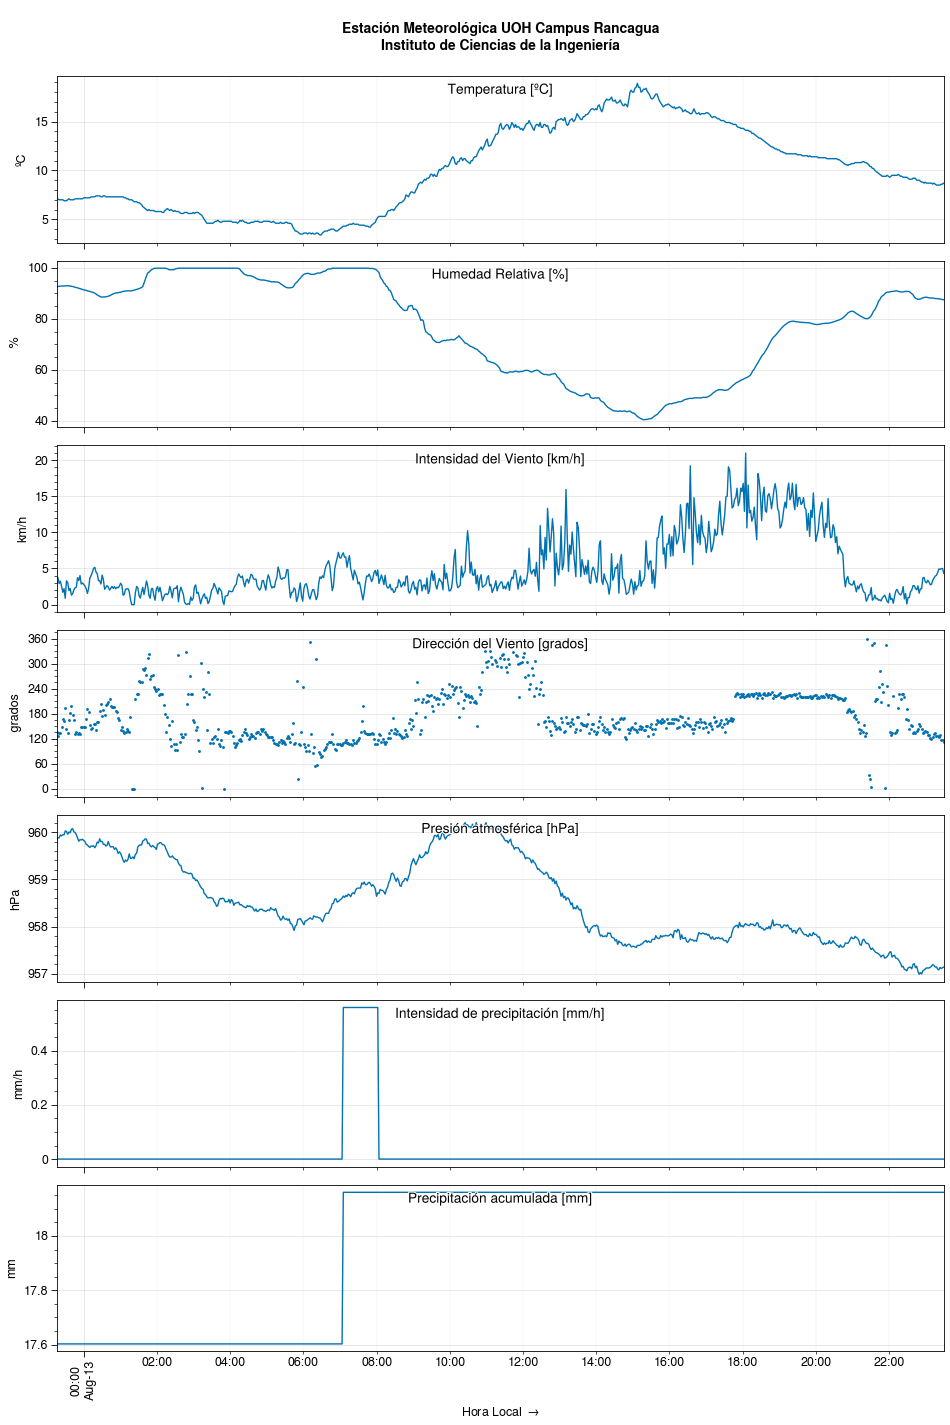 Estación Meteorológica UOH Campus Rancagua
Instituto de Ciencias de la Ingeniería
Temperatura [ºC]
15
10
5
ºC
Humedad Relativa [%]
100
80
60
40
%
Intensidad del Viento [km/h]
20
15
10
5
0
km/h
Dirección del Viento [grados]
360
300
240
180
120
60
0
grados
Presión atmosférica [hPa]
960
959
958
957
hPa
Intensidad de precipitación [mm/h]
0.4
0.2
0
mm/h
Precipitación acumulada [mm]
18
17.8
17.6
mm
00:00
Aug-13
02:00
04:00
06:00
08:00
10:00
12:00
14:00
16:00
18:00
20:00
22:00
Hora Local →